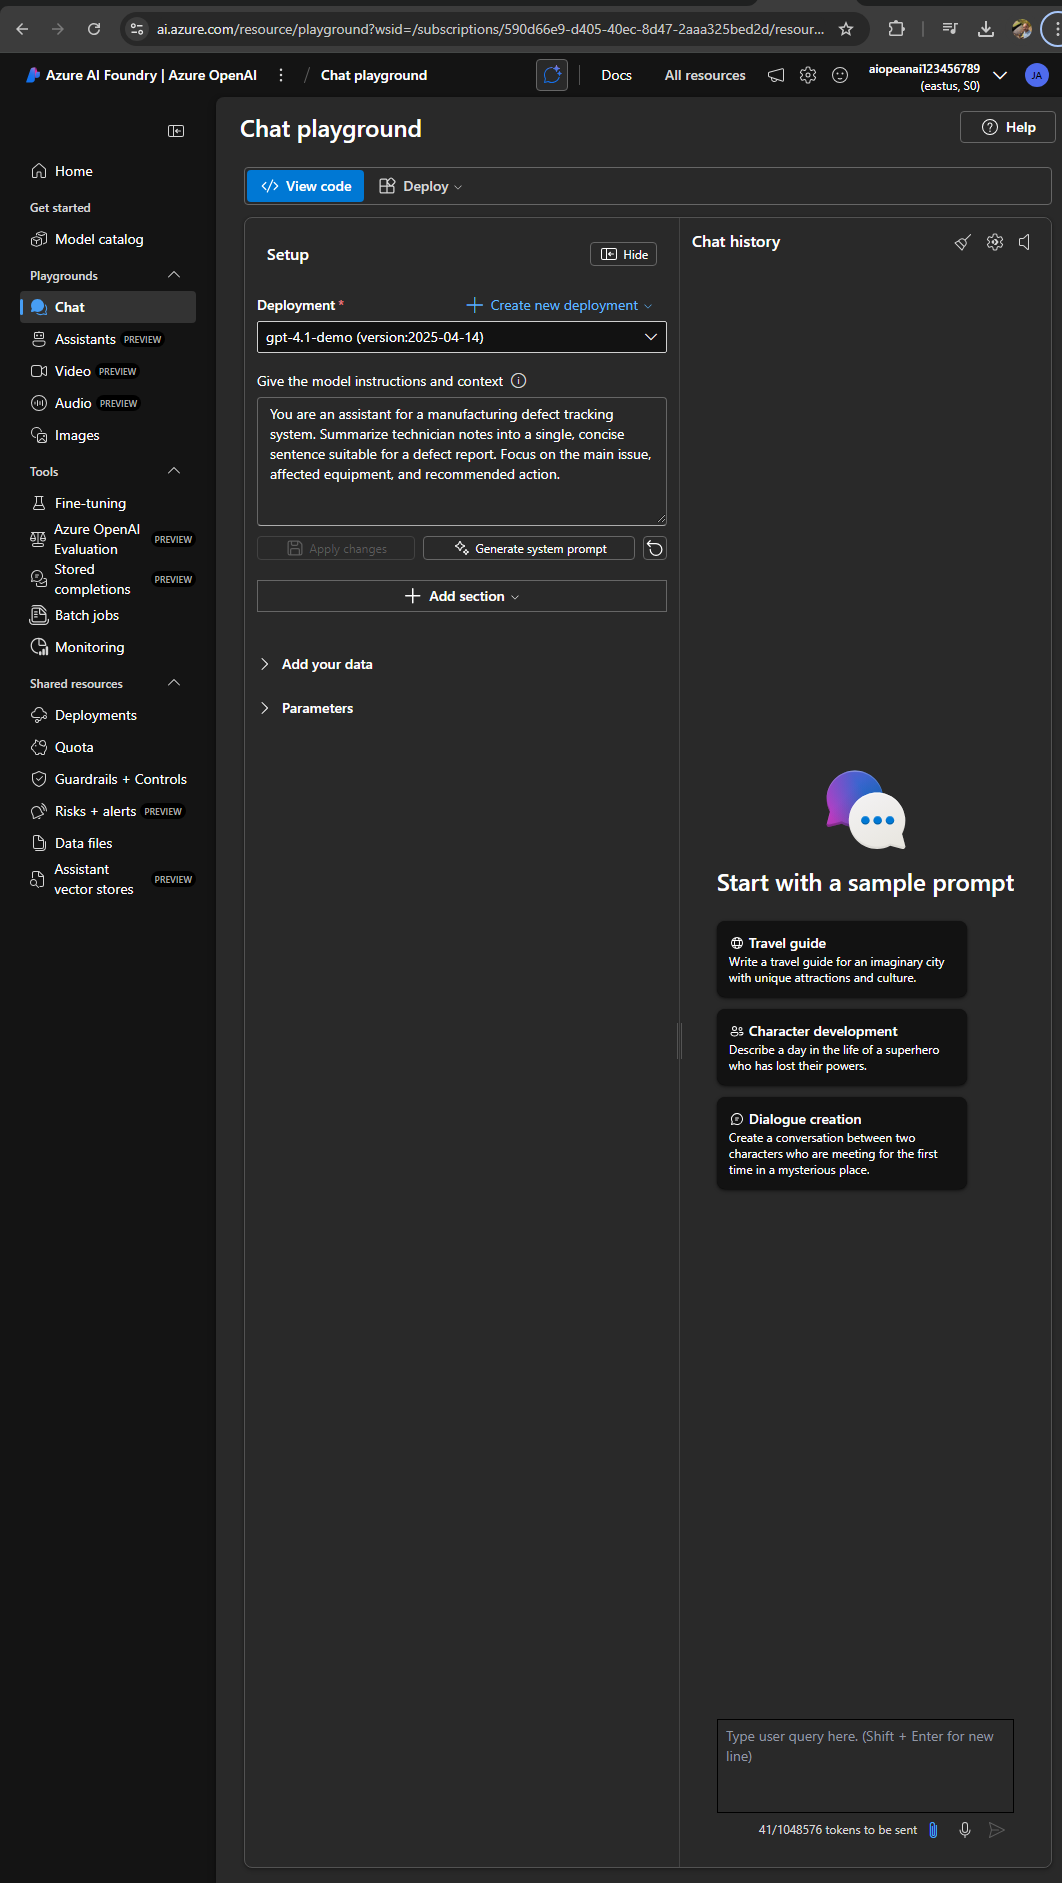 ai.azure.com/resource/playground?wsid=/subscriptions/590d66e9-d405-40ec-8d47-2aaa325bed2d/resour...
Azure AI Foundry | Azure OpenAI
/
Chat playground
Docs
All resources
aiopeanai123456789
(eastus, S0)
JA
Home
Get started
Model catalog
Playgrounds
Chat
Assistants PREVIEW
Video PREVIEW
Audio PREVIEW
Images
Tools
Fine-tuning
Azure OpenAI
Evaluation
PREVIEW
Stored
completions
PREVIEW
Batch jobs
Monitoring
Shared resources
Deployments
Quota
Guardrails + Controls
Risks + alerts PREVIEW
Data files
Assistant
vector stores
PREVIEW
Chat playground
Help
View code
Deploy
Setup
Hide
Deployment *
Create new deployment
gpt-4.1-demo (version:2025-04-14)
Give the model instructions and context
You are an assistant for a manufacturing defect tracking
system. Summarize technician notes into a single, concise
sentence suitable for a defect report. Focus on the main issue,
affected equipment, and recommended action.
Apply changes
Generate system prompt
Add section
Add your data
Parameters
Chat history
Start with a sample prompt
Travel guide
Write a travel guide for an imaginary city
with unique attractions and culture.
Character development
Describe a day in the life of a superhero
who has lost their powers.
Dialogue creation
Create a conversation between two
characters who are meeting for the first
time in a mysterious place.
Type user query here. (Shift + Enter for new
line)
41/1048576 tokens to be sent